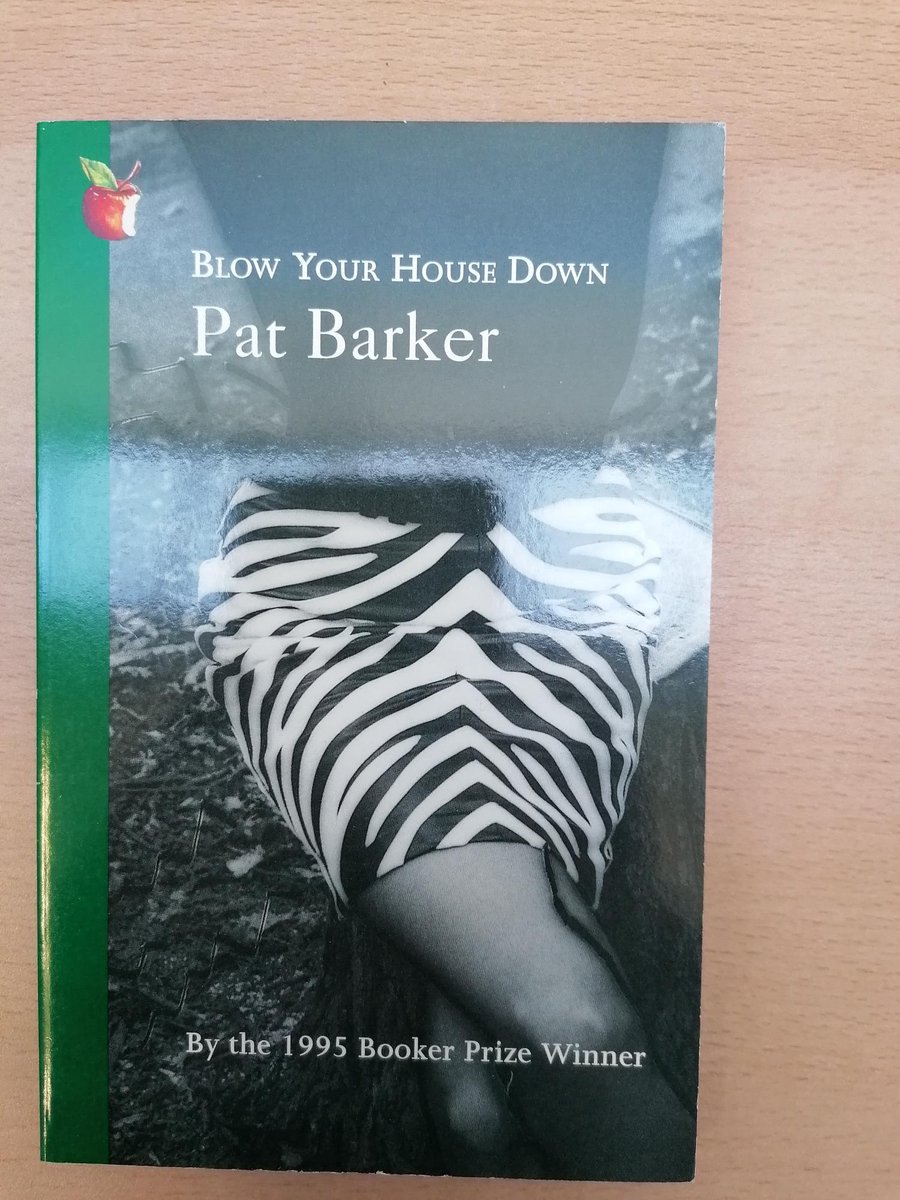 BLOW YOUR HOUSE DOWN
Pat Barker
By the 1995 Booker Prize Winner